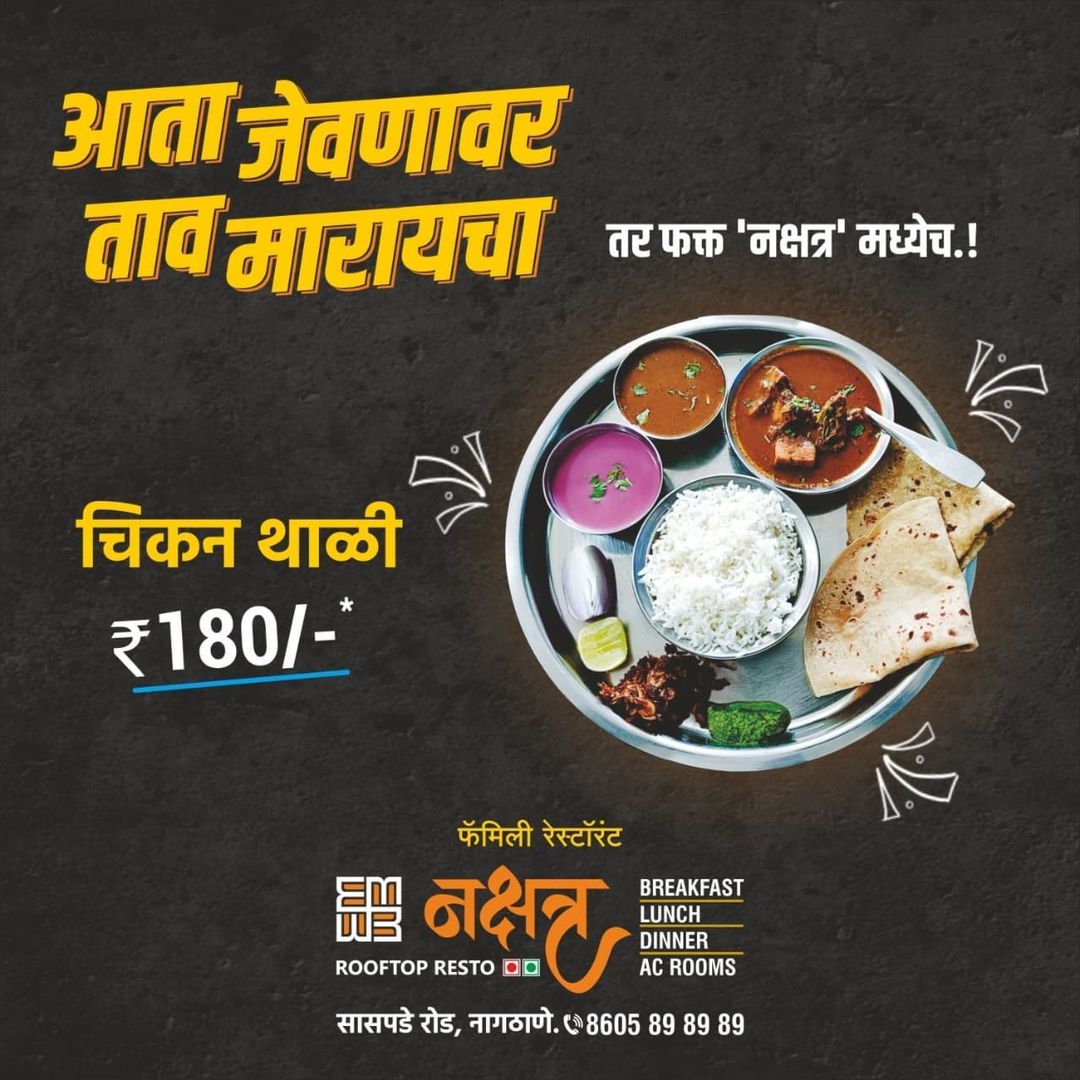 आता जेवणावर
ताव मारायचा
तर फक्त 'नक्षत्र' मध्येच.!
चिकन थाळी
₹180/-*
फॅमिली रेस्टॉरंट
नक्षत्र
ROOFTOP RESTO
BREAKFAST
LUNCH
DINNER
AC ROOMS
सासपडे रोड, नागठाणे. 8605 89 89 89